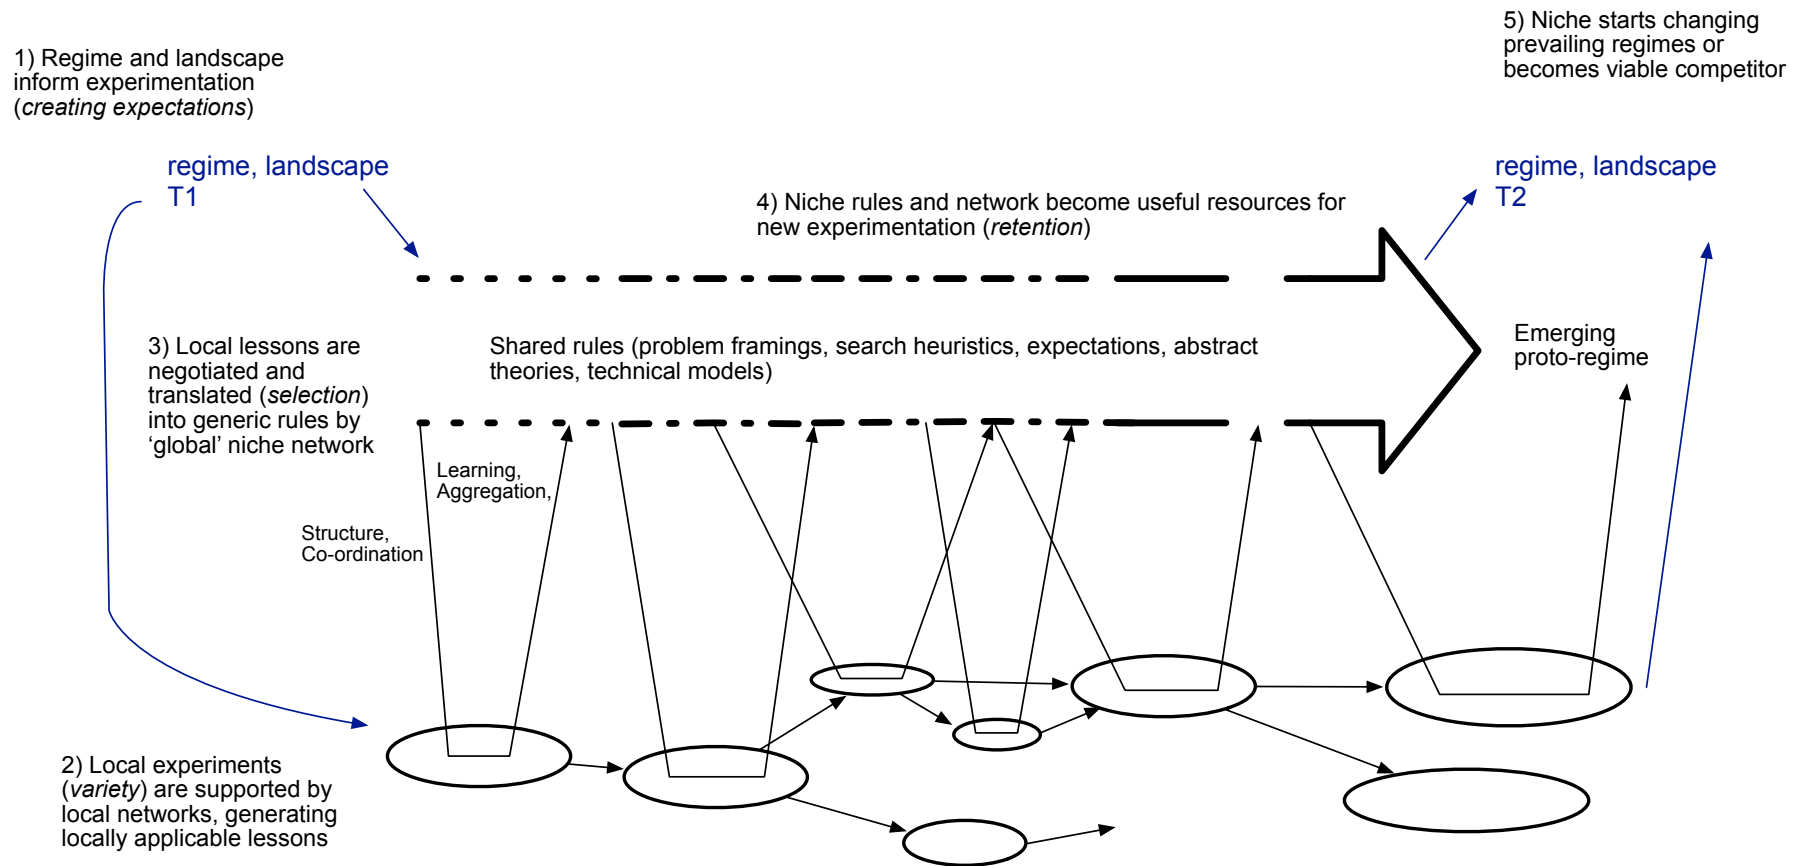 1) Regime and landscape
inform experimentation
(creating expectations)
5) Niche starts changing
prevailing regimes or
becomes viable competitor
regime, landscape
T1
regime, landscape
T2
4) Niche rules and network become useful resources for
new experimentation (retention)
3) Local lessons are
negotiated and
translated (selection)
into generic rules by
‘global’ niche network
Shared rules (problem framings, search heuristics, expectations, abstract
theories, technical models)
Emerging
proto-regime
Learning,
Aggregation,
Structure,
Co-ordination
2) Local experiments
(variety) are supported by
local networks, generating
locally applicable lessons